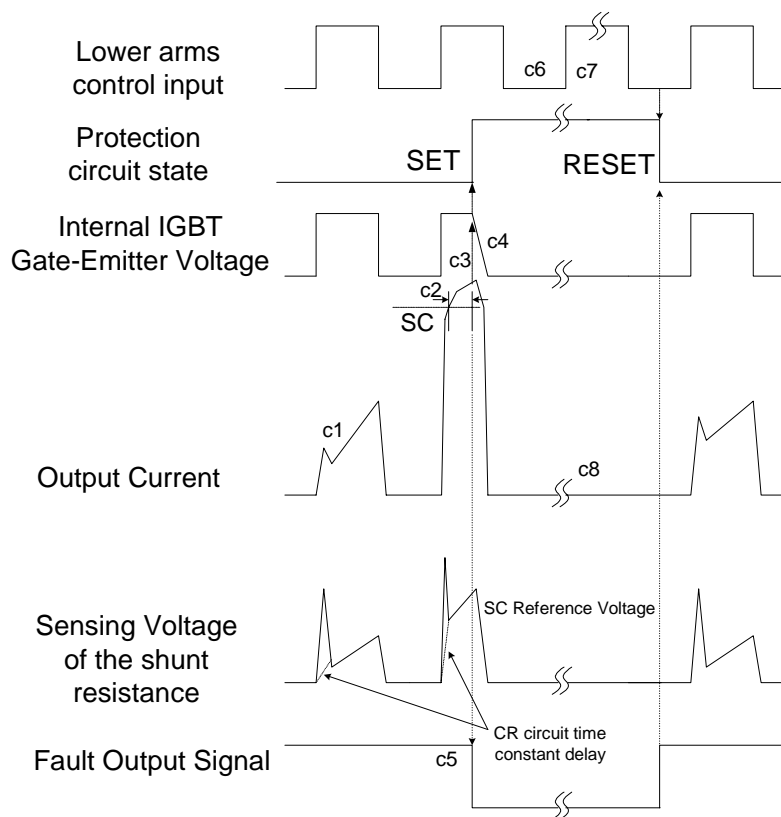 Lower arms
control input
c6
c7
Protection
circuit state
SET
RESET
Internal IGBT
Gate-Emitter Voltage
c4
c3
c2
SC
c1
Output Current
c8
SC Reference Voltage
Sensing Voltage
of the shunt
resistance
CR circuit time
constant delay
Fault Output Signal
c5